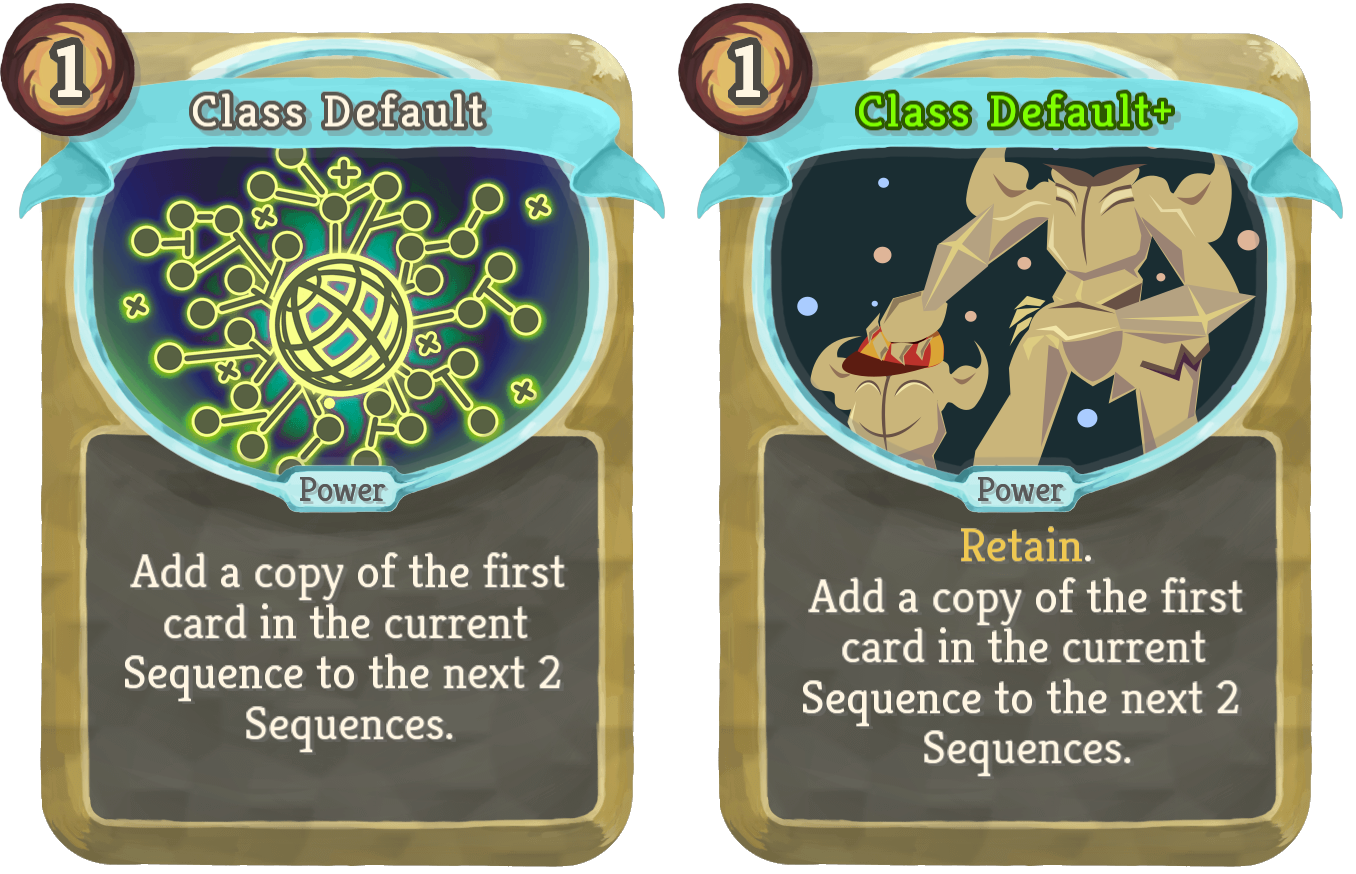 1
Class Default
Power
Add a copy of the first
card in the current
Sequence to the next 2
Sequences.
1
Class Default+
Power
Retain.
Add a copy of the first
card in the current
Sequence to the next 2
Sequences.